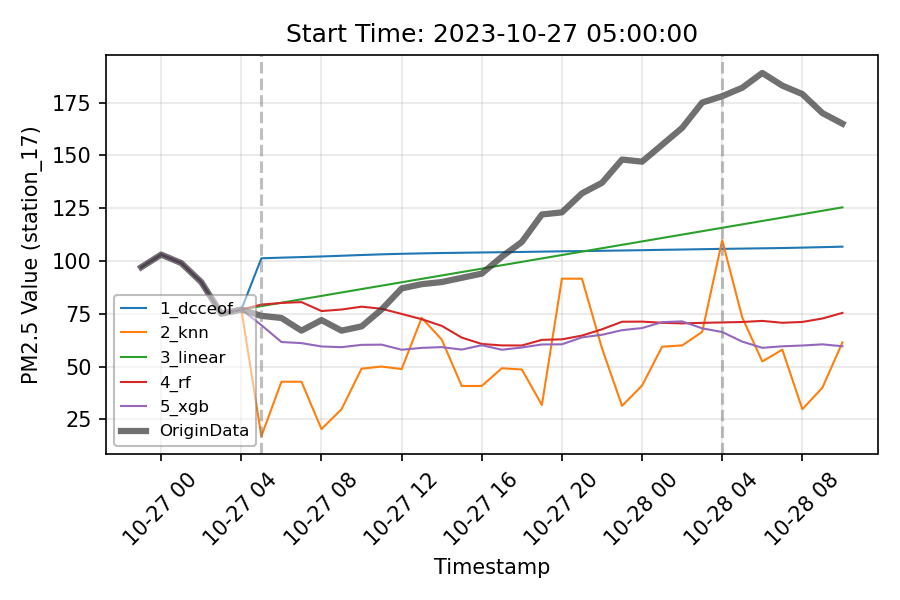 Start Time: 2023-10-27 05:00:00
PM2.5 Value (station_17)
175
150
125
100
75
50
25
1_dcceof
2_knn
3_linear
4_rf
5_xgb
OriginData
10-27 00
10-27 04
10-27 08
10-27 12
10-27 16
10-27 20
10-28 00
10-28 04
10-28 08
Timestamp